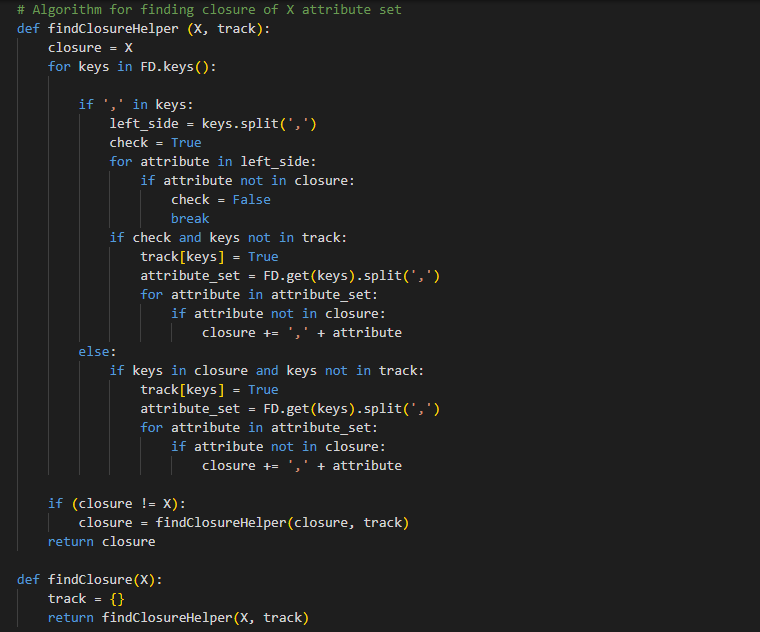 # Algorithm for finding closure of X attribute set
def findClosureHelper (X, track):
    closure = X
    for keys in FD.keys():

        if ',' in keys:
            left_side = keys.split(',')
            check = True
            for attribute in left_side:
                if attribute not in closure:
                    check = False
                    break
            if check and keys not in track:
                track[keys] = True
                attribute_set = FD.get(keys).split(',')
                for attribute in attribute_set:
                    if attribute not in closure:
                        closure += ',' + attribute
        else:
            if keys in closure and keys not in track:
                track[keys] = True
                attribute_set = FD.get(keys).split(',')
                for attribute in attribute_set:
                    if attribute not in closure:
                        closure += ',' + attribute

    if (closure != X):
        closure = findClosureHelper(closure, track)
    return closure

def findClosure(X):
    track = {}
    return findClosureHelper(X, track)